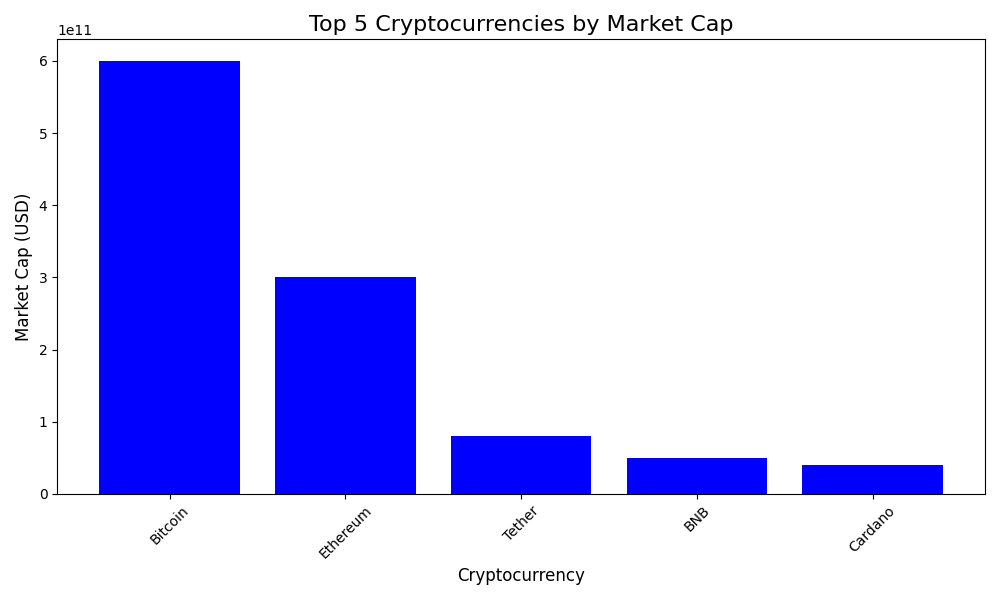 Top 5 Cryptocurrencies by Market Cap
1e11
Market Cap (USD)
6
5
4
3
2
1
0
Bitcoin
Ethereum
Tether
BNB
Cardano
Cryptocurrency